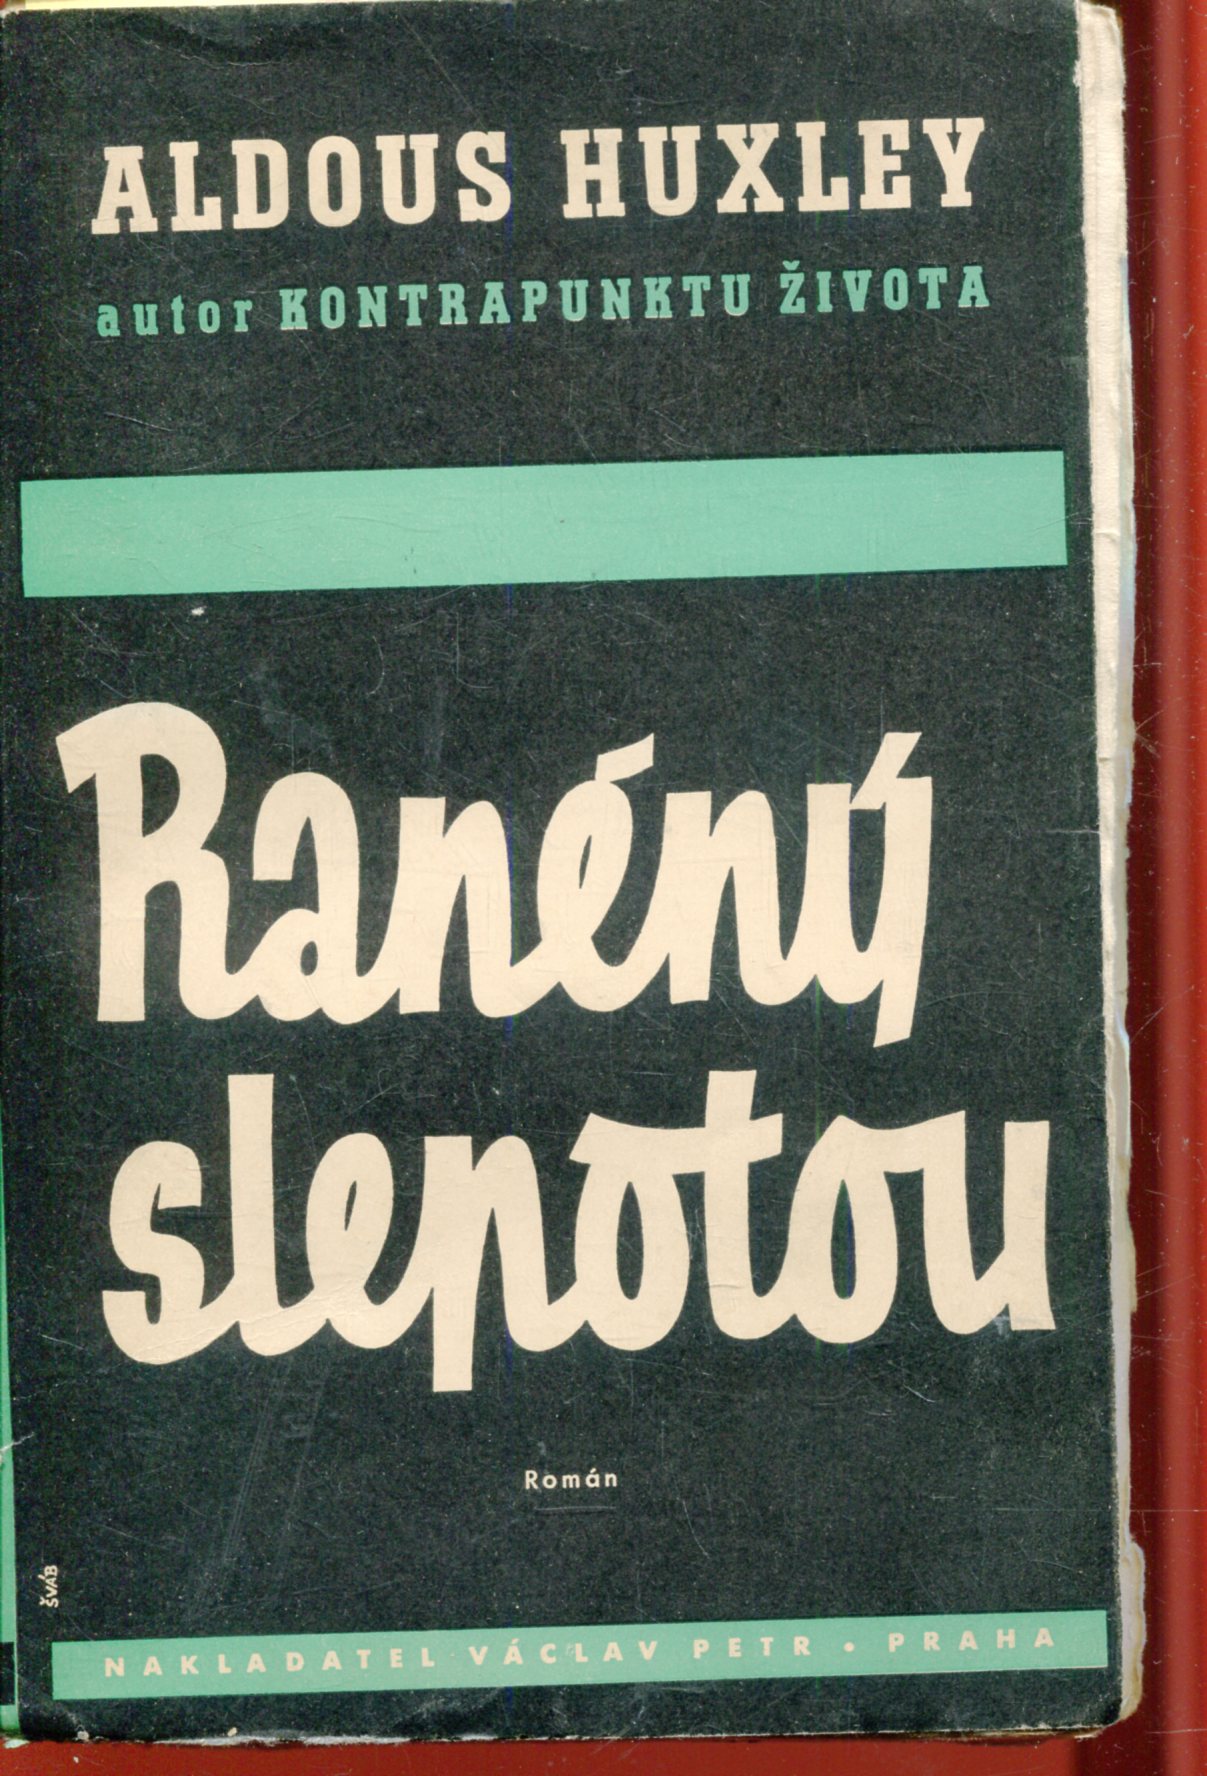 ALDOUS HUXLEY
autor KONTRAPUNKTU ŽIVOTA
Raněný
slepotou
Román
ŠVÁB
NAKLADATEL VÁCLAV PETR • PRAHA